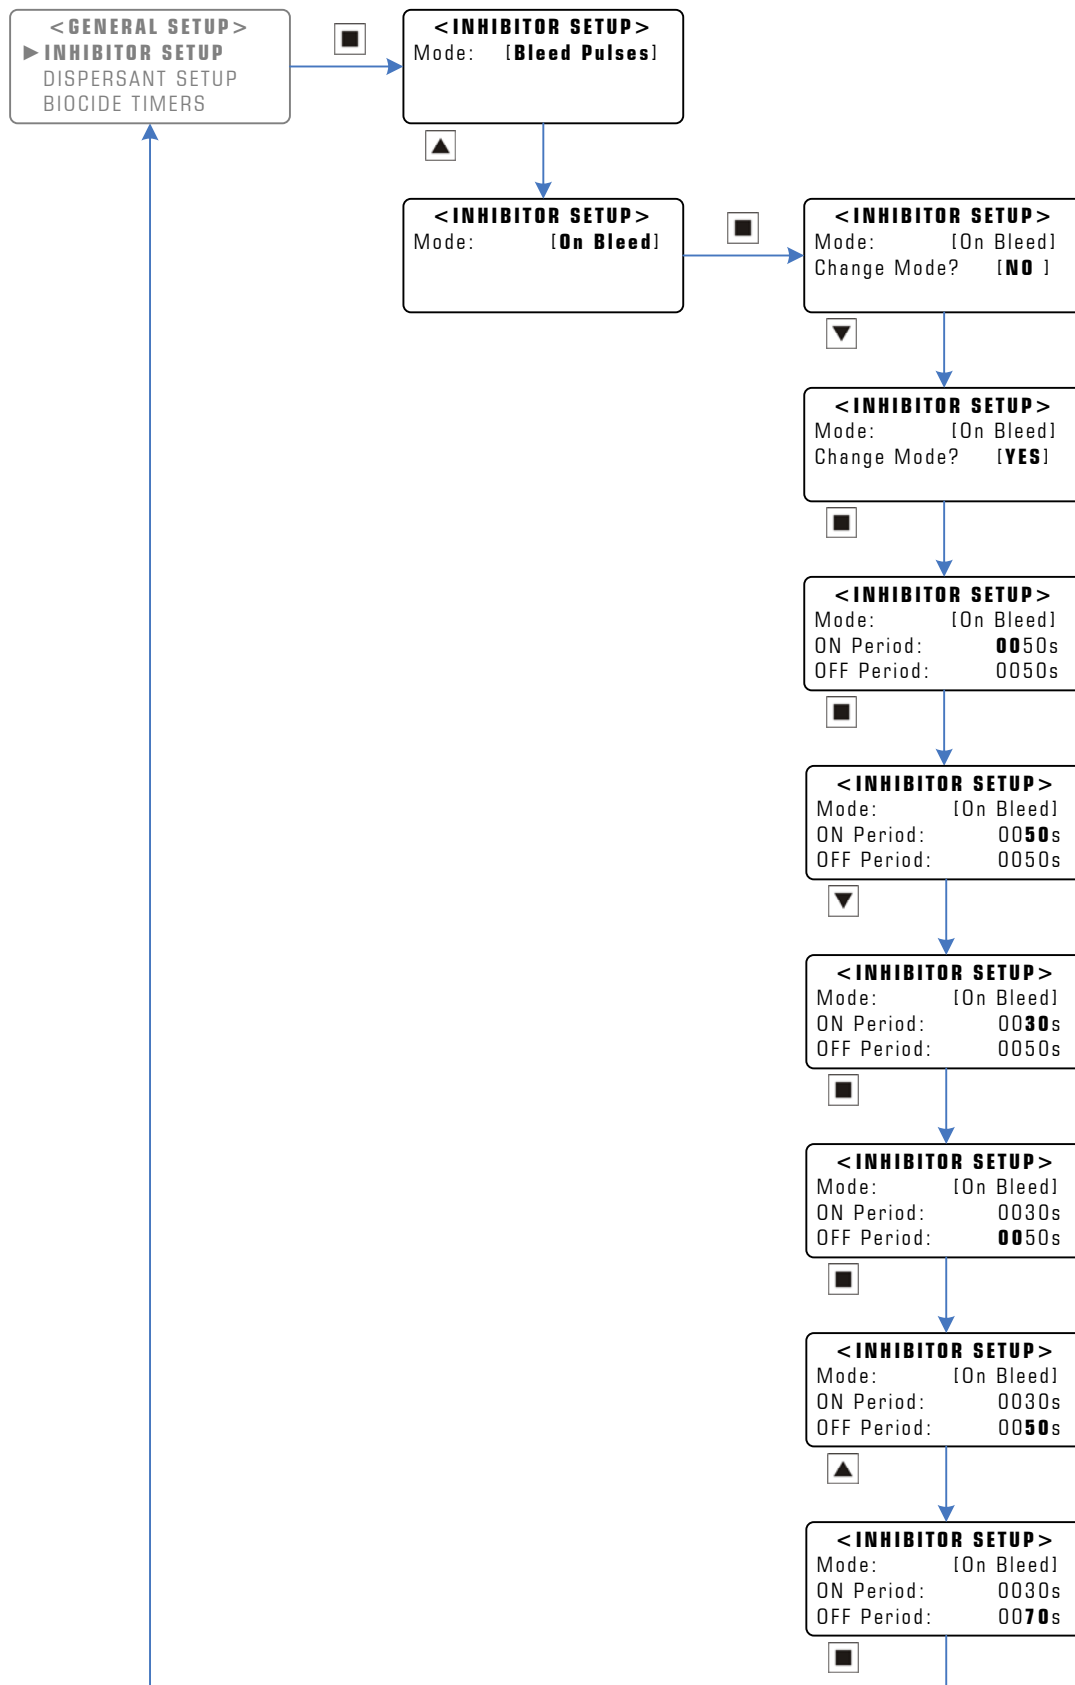 <GENERAL SETUP>
►INHIBITOR SETUP
DISPERSANT SETUP
BIOCIDE TIMERS
<INHIBITOR SETUP>
Mode: [Bleed Pulses]
<INHIBITOR SETUP>
Mode: [On Bleed]
<INHIBITOR SETUP>
Mode: [On Bleed]
Change Mode? [NO ]
<INHIBITOR SETUP>
Mode: [On Bleed]
Change Mode? [YES]
<INHIBITOR SETUP>
Mode: [On Bleed]
ON Period: 0050s
OFF Period: 0050s
<INHIBITOR SETUP>
Mode: [On Bleed]
ON Period: 0050s
OFF Period: 0050s
<INHIBITOR SETUP>
Mode: [On Bleed]
ON Period: 0030s
OFF Period: 0050s
<INHIBITOR SETUP>
Mode: [On Bleed]
ON Period: 0030s
OFF Period: 0050s
<INHIBITOR SETUP>
Mode: [On Bleed]
ON Period: 0030s
OFF Period: 0050s
<INHIBITOR SETUP>
Mode: [On Bleed]
ON Period: 0030s
OFF Period: 0070s